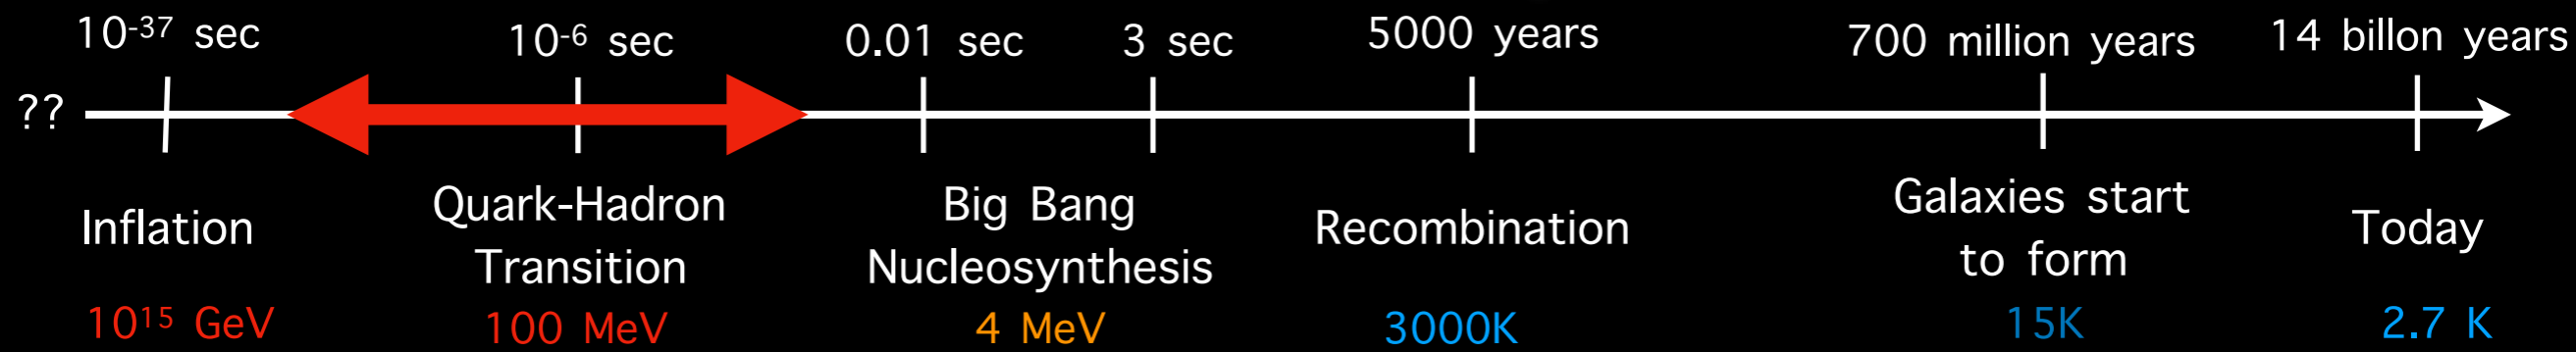 10⁻³⁷ sec
10⁻⁶ sec
0.01 sec
3 sec
5000 years
700 million years
14 billon years
??
Inflation
10¹⁵ GeV
Quark-Hadron
Transition
100 MeV
Big Bang
Nucleosynthesis
4 MeV
Recombination
3000K
Galaxies start
to form
15K
Today
2.7 K